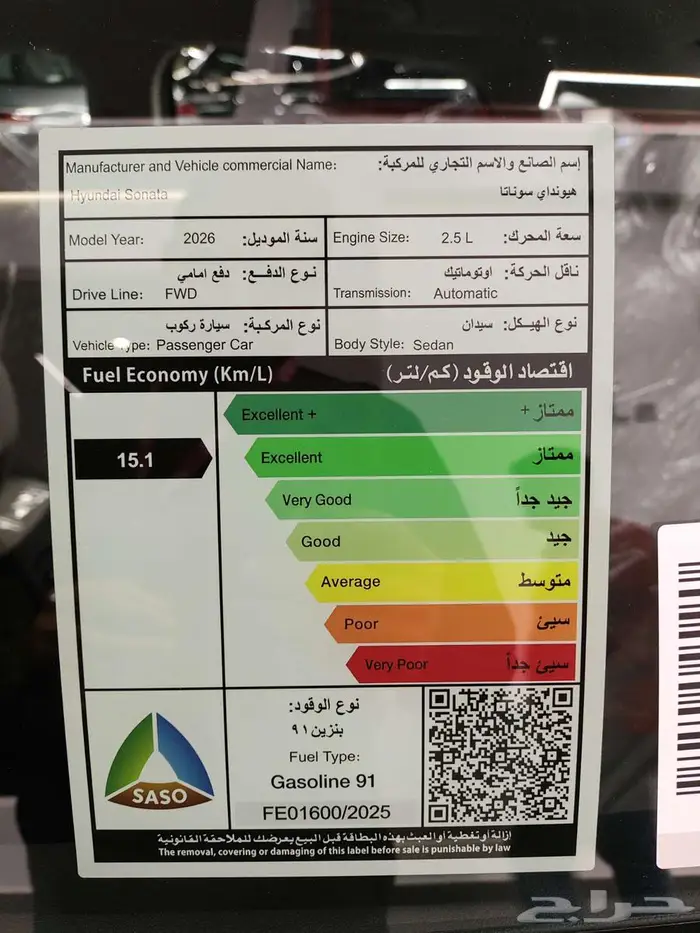 Manufacturer and Vehicle commercial Name: إسم الصانع والاسم التجاري للمركبة:
Hyundai Sonata هيونداي سوناتا
Model Year: 2026 سنة الموديل:
Engine Size: 2.5 L سعة المحرك:
نوع الدفــع: دفع امامي
Drive Line: FWD
ناقل الحركة: اوتوماتيك
Transmission: Automatic
نوع المركبة: سيارة ركوب
Vehicle Type: Passenger Car
نوع الهيكل: سيدان
Body Style: Sedan
Fuel Economy (Km/L) اقتصاد الوقود (كم/لتر)
Excellent + ممتاز +
15.1
Excellent ممتاز
Very Good جيد جداً
Good جيد
Average متوسط
Poor سيئ
Very Poor سيئ جداً
SASO
نوع الوقود:
بنزين ٩١
Fuel Type:
Gasoline 91
FE01600/2025
إزالة أو تغطية أو العبث بهذه البطاقة قبل البيع يعرضك للملاحقة القانونية
The removal, covering or damaging of this label before sale is punishable by law
حراج